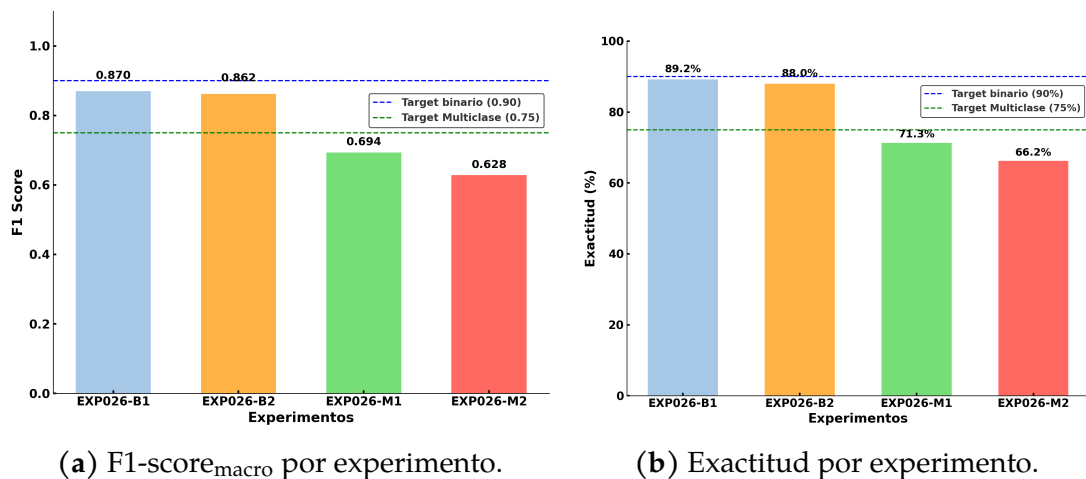 F1 Score
1.0
0.8
0.6
0.4
0.2
0.0
0.870
0.862
0.694
0.628
Target binario (0.90)
Target Multiclase (0.75)
EXP026-B1 EXP026-B2 EXP026-M1 EXP026-M2
Experimentos
(a) F1-scoremacro por experimento.
Exactitud (%)
100
80
60
40
20
0
89.2%
88.0%
71.3%
66.2%
Target binario (90%)
Target Multiclase (75%)
EXP026-B1 EXP026-B2 EXP026-M1 EXP026-M2
Experimentos
(b) Exactitud por experimento.